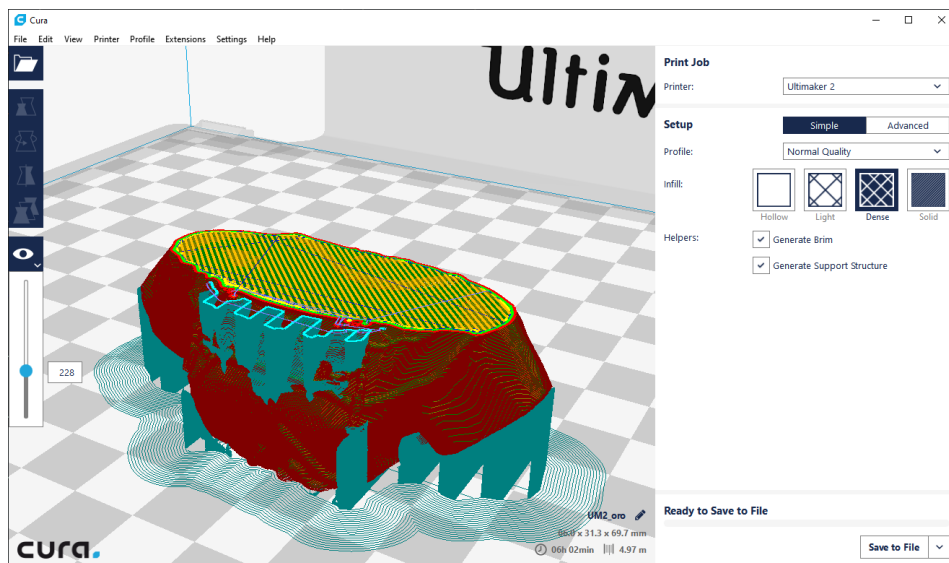 Cura
File Edit View Printer Profile Extensions Settings Help
ultim
Print Job
Printer: Ultimaker 2
Setup Simple Advanced
Profile: Normal Quality
Infill:
Hollow Light Dense Solid
Helpers: Generate Brim
Generate Support Structure
228
UM2_oro
86.0 x 31.3 x 69.7 mm
06h 02min 4.97 m
cura.
Ready to Save to File
Save to File